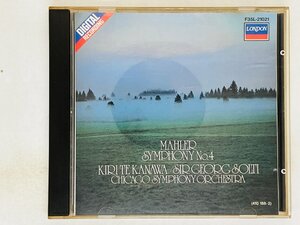 DIGITAL
RECORDING
F35L-21021
LONDON
MAHLER
SYMPHONY No.4
KIRI TE KANAWA · SIR GEORG SOLTI
CHICAGO SYMPHONY ORCHESTRA
(410 188-2)